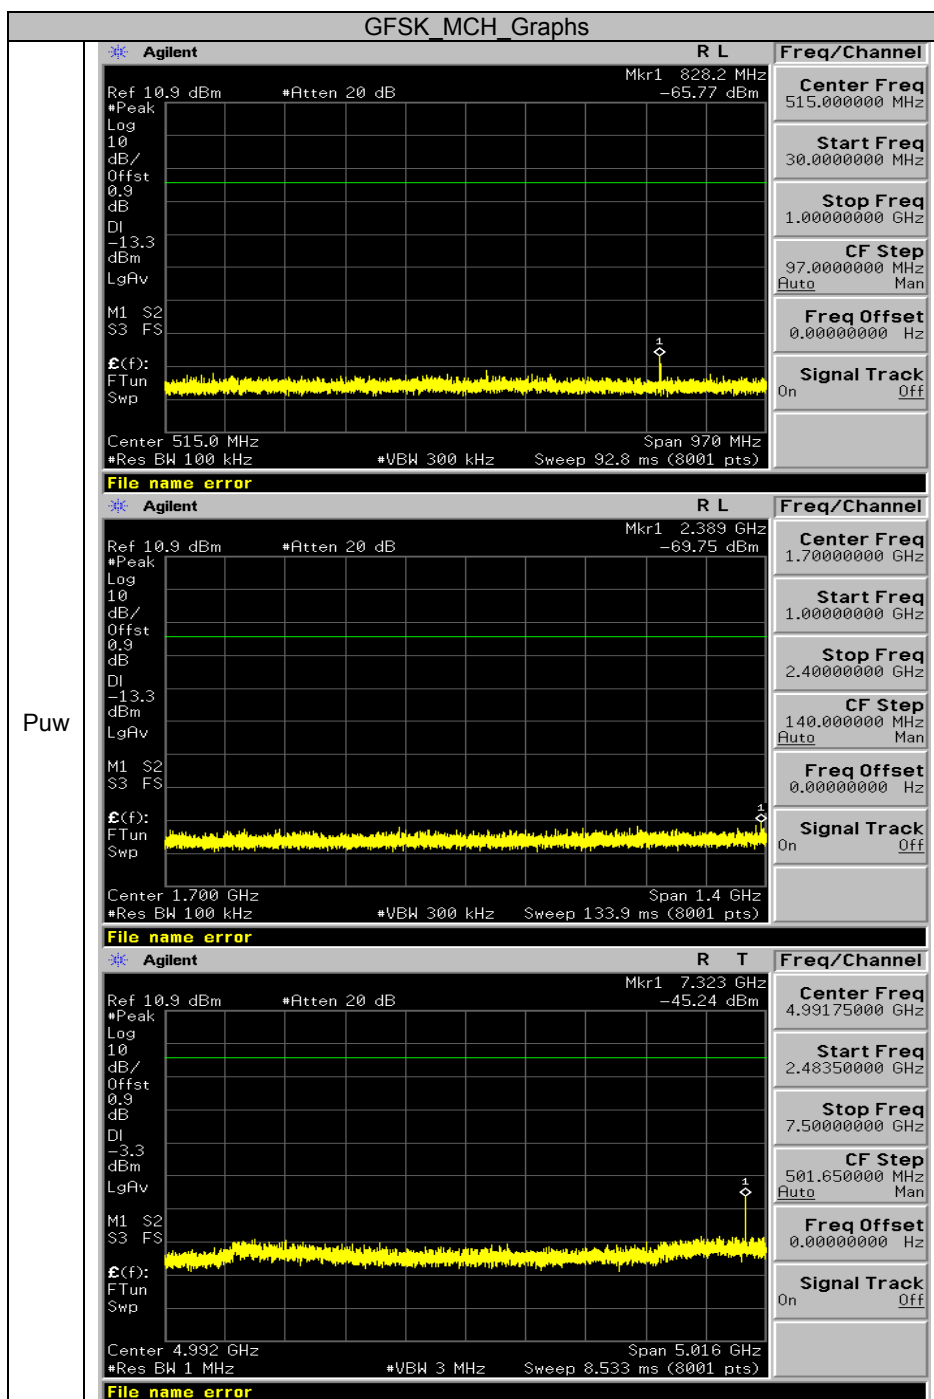 GFSK_MCH_Graphs
Puw
Agilent R L Freq/Channel
Mkr1 828.2 MHz
Ref 10.9 dBm #Atten 20 dB -65.77 dBm
#Peak
Log
10
dB/
Offst
0.9
dB
DI
-13.3
dBm
LgAv
M1 S2
S3 FS
£(f):
FTun
Swp
1
Center 515.0 MHz Span 970 MHz
#Res BW 100 kHz #VBW 300 kHz Sweep 92.8 ms (8001 pts)
File name error
Center Freq
515.000000 MHz
Start Freq
30.0000000 MHz
Stop Freq
1.00000000 GHz
CF Step
97.0000000 MHz
Auto Man
Freq Offset
0.00000000 Hz
Signal Track
On Off
Agilent R L Freq/Channel
Mkr1 2.389 GHz
Ref 10.9 dBm #Atten 20 dB -69.75 dBm
#Peak
Log
10
dB/
Offst
0.9
dB
DI
-13.3
dBm
LgAv
M1 S2
S3 FS
£(f):
FTun
Swp
1
Center 1.700 GHz Span 1.4 GHz
#Res BW 100 kHz #VBW 300 kHz Sweep 133.9 ms (8001 pts)
File name error
Center Freq
1.70000000 GHz
Start Freq
1.00000000 GHz
Stop Freq
2.40000000 GHz
CF Step
140.000000 MHz
Auto Man
Freq Offset
0.00000000 Hz
Signal Track
On Off
Agilent R T Freq/Channel
Mkr1 7.323 GHz
Ref 10.9 dBm #Atten 20 dB -45.24 dBm
#Peak
Log
10
dB/
Offst
0.9
dB
DI
-3.3
dBm
LgAv
M1 S2
S3 FS
£(f):
FTun
Swp
1
Center 4.992 GHz Span 5.016 GHz
#Res BW 1 MHz #VBW 3 MHz Sweep 8.533 ms (8001 pts)
File name error
Center Freq
4.99175000 GHz
Start Freq
2.48350000 GHz
Stop Freq
7.50000000 GHz
CF Step
501.650000 MHz
Auto Man
Freq Offset
0.00000000 Hz
Signal Track
On Off